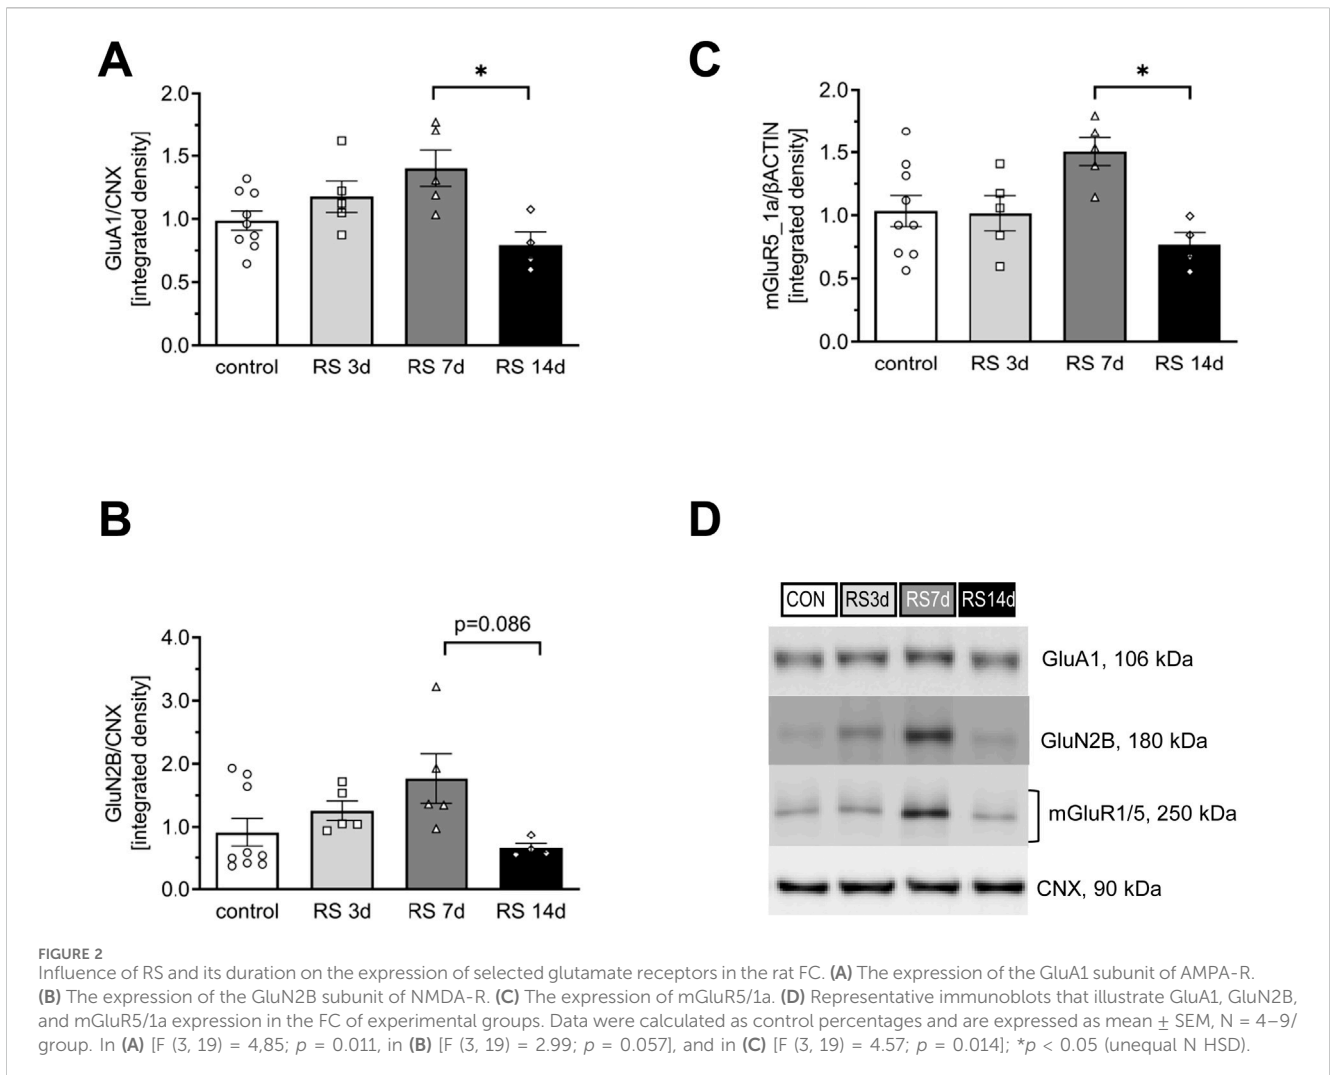 A
*
2.0
1.5
1.0
0.5
0.0
GluA1/CNX
[integrated density]
control RS 3d RS 7d RS 14d
C
*
2.0
1.5
1.0
0.5
0.0
mGluR5_1a/βACTIN
[integrated density]
control RS 3d RS 7d RS 14d
B
p=0.086
4.0
3.0
2.0
1.0
0.0
GluN2B/CNX
[integrated density]
control RS 3d RS 7d RS 14d
D
CON RS3d RS7d RS14d
GluA1, 106 kDa
GluN2B, 180 kDa
mGluR1/5, 250 kDa
CNX, 90 kDa
FIGURE 2
Influence of RS and its duration on the expression of selected glutamate receptors in the rat FC. (A) The expression of the GluA1 subunit of AMPA-R.
(B) The expression of the GluN2B subunit of NMDA-R. (C) The expression of mGluR5/1a. (D) Representative immunoblots that illustrate GluA1, GluN2B,
and mGluR5/1a expression in the FC of experimental groups. Data were calculated as control percentages and are expressed as mean ± SEM, N = 4–9/
group. In (A) [F (3, 19) = 4,85; p = 0.011, in (B) [F (3, 19) = 2.99; p = 0.057], and in (C) [F (3, 19) = 4.57; p = 0.014]; *p < 0.05 (unequal N HSD).